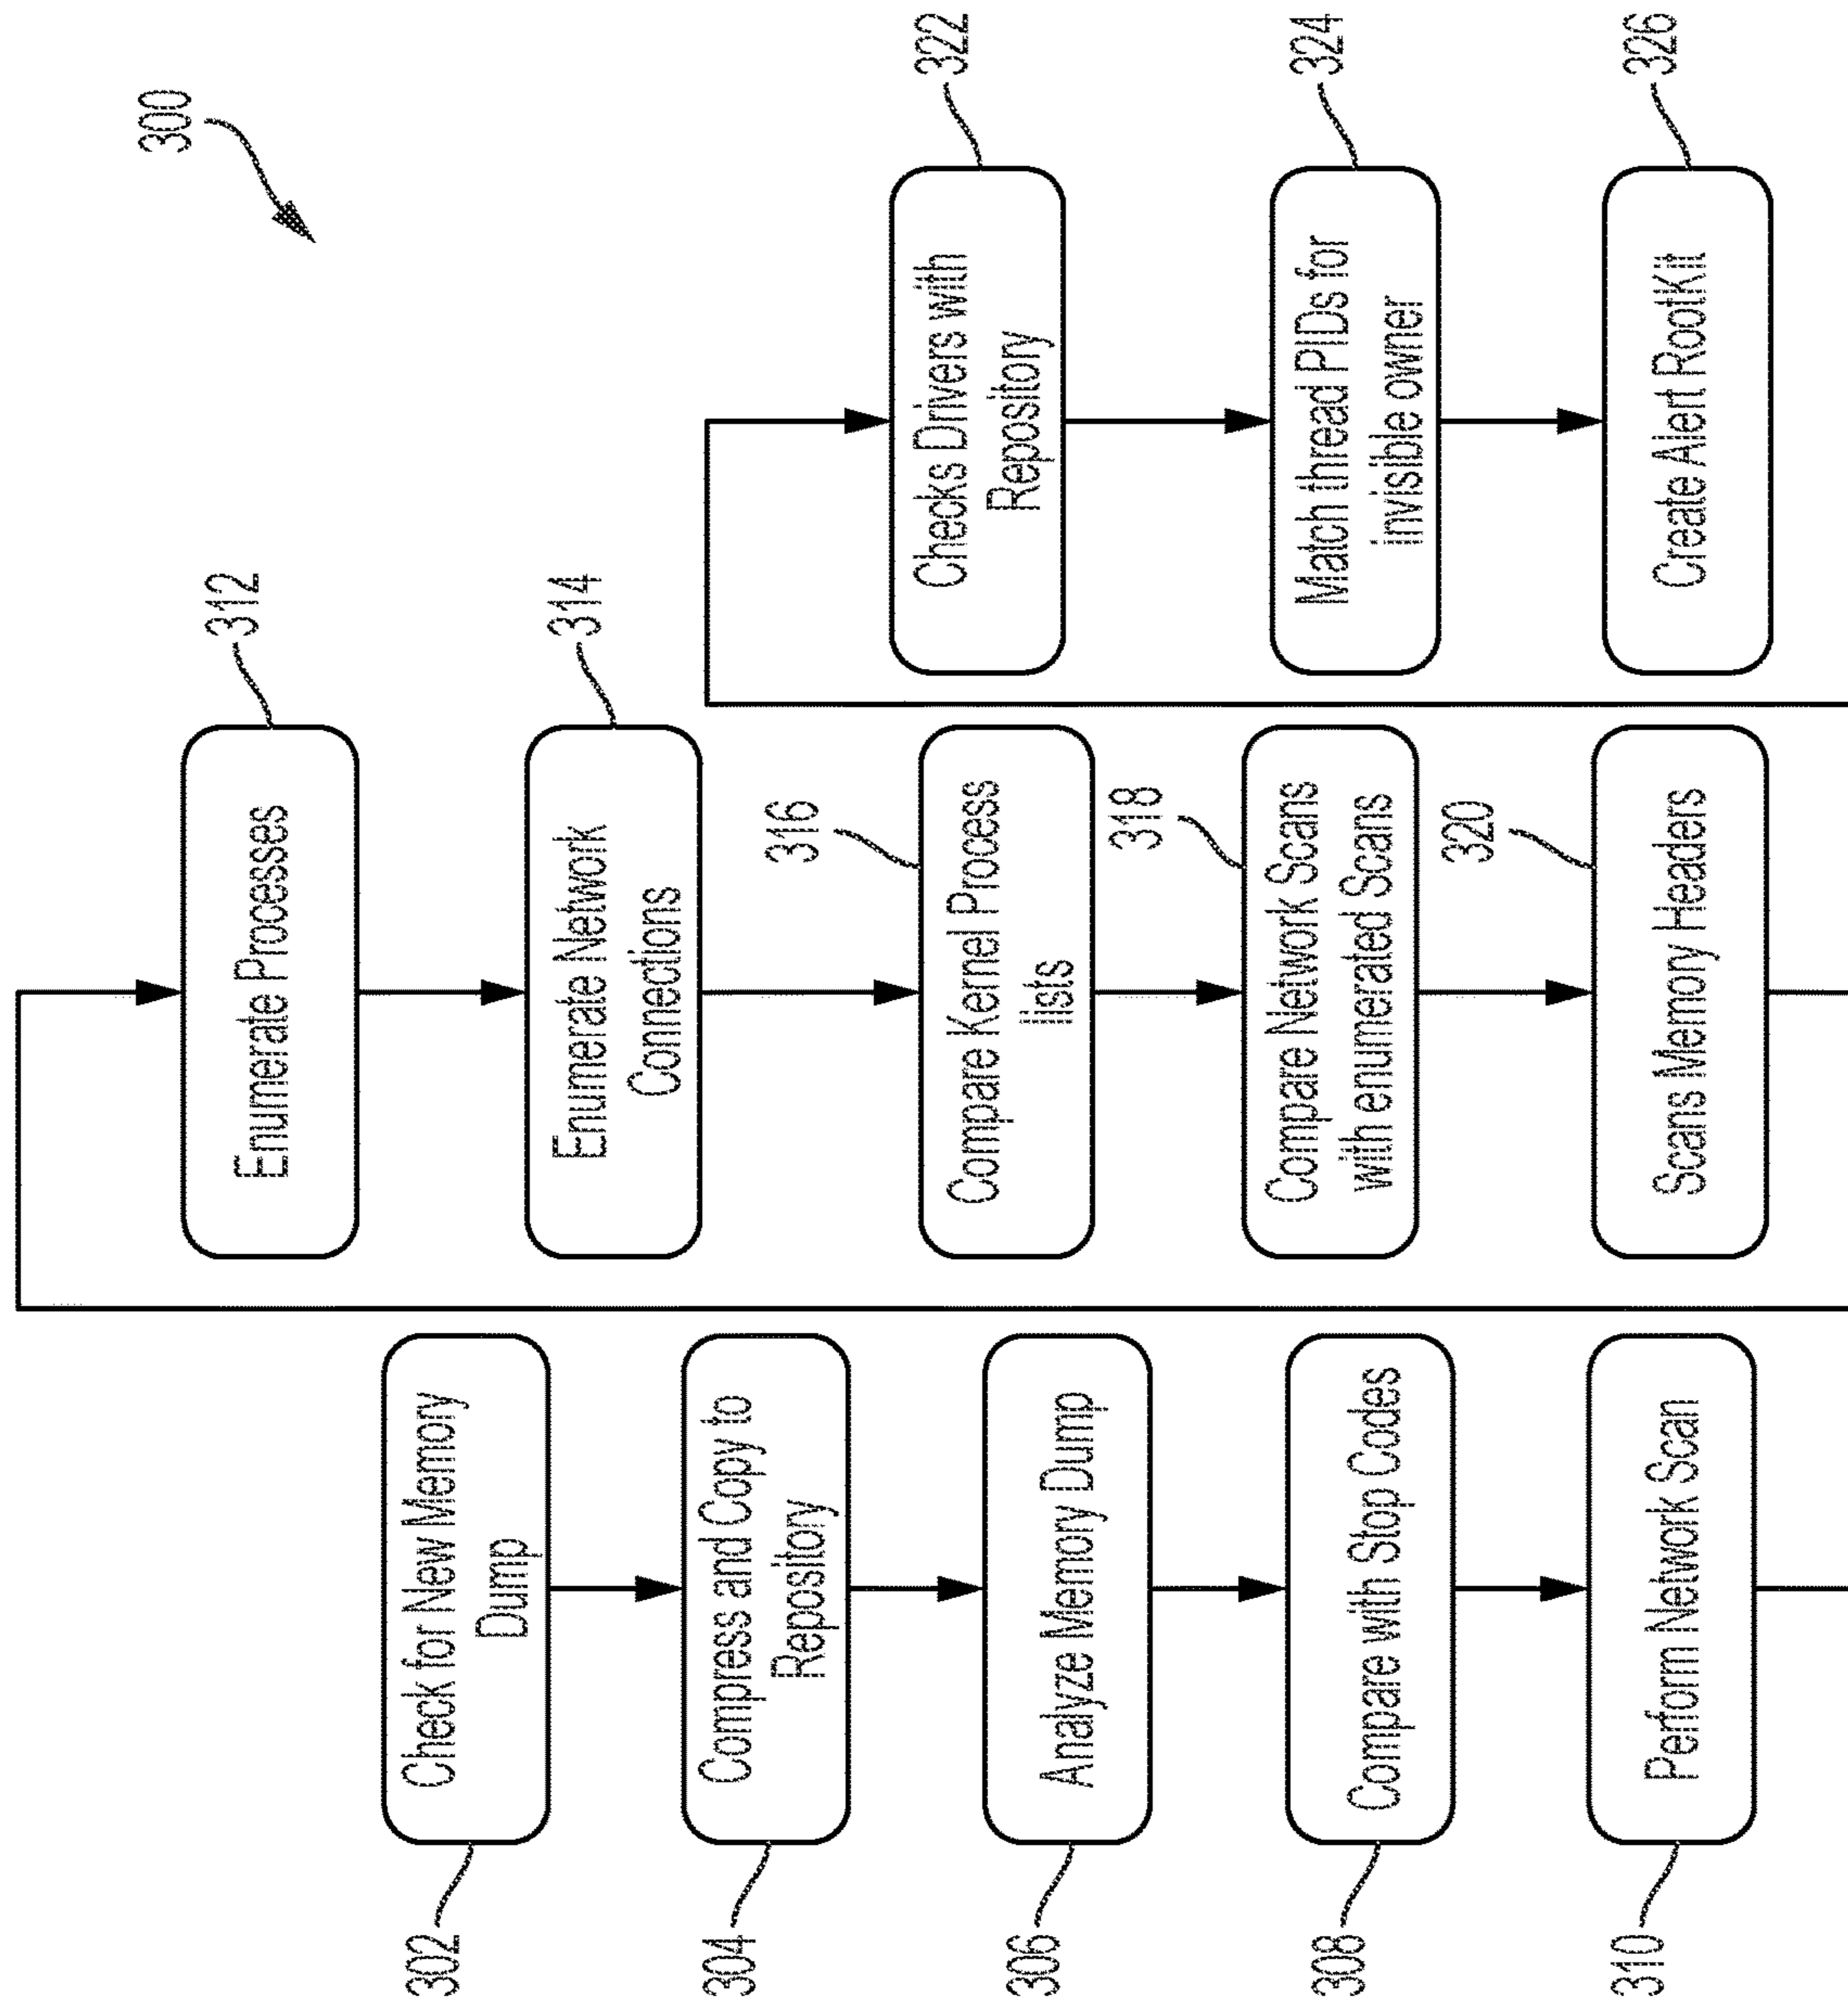 300
302
Check for New Memory
Dump
304
Compress and Copy to
Repository
306
Analyze Memory Dump
308
Compare with Stop Codes
310
Perform Network Scan
312
Enumerate Processes
314
Enumerate Network
Connections
316
Compare Kernel Process
lists
318
Compare Network Scans
with enumerated Scans
320
Scans Memory Headers
322
Checks Drivers with
Repository
324
Match thread PIDs for
invisible owner
326
Create Alert RootKit